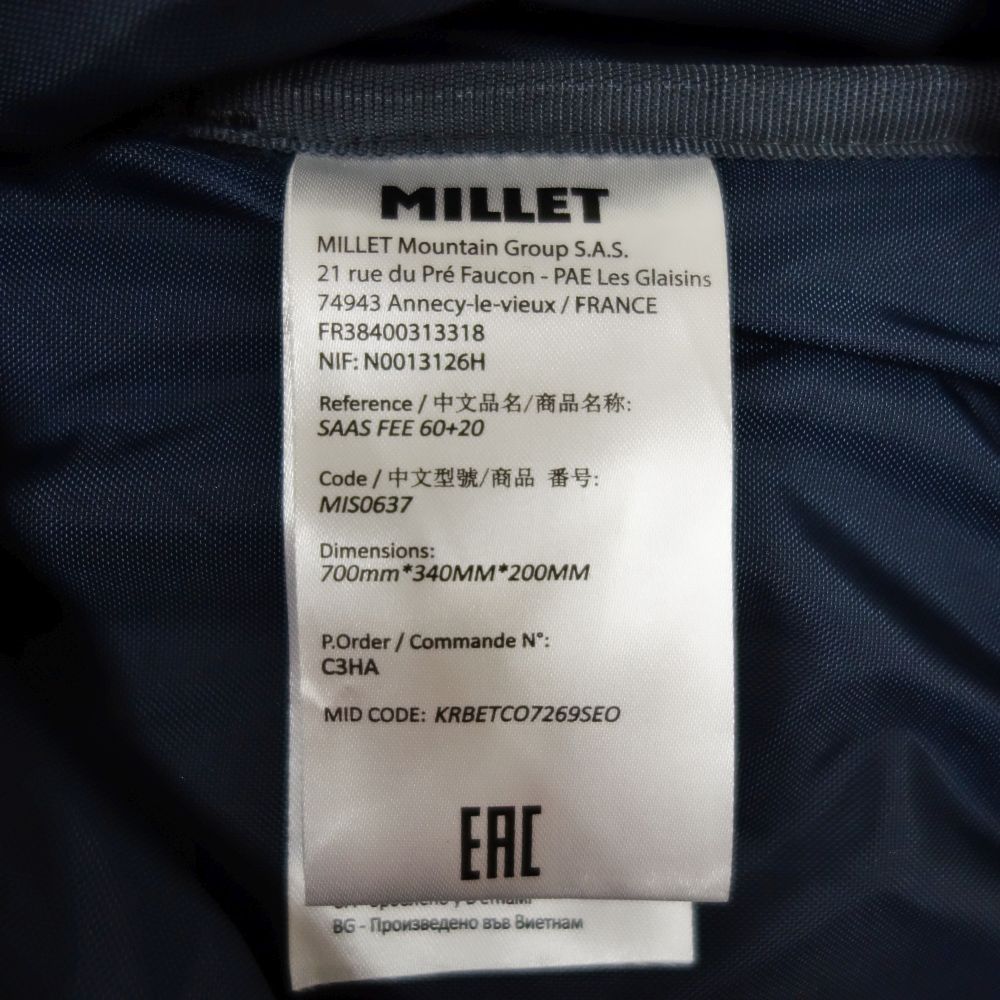 MILLET
MILLET Mountain Group S.A.S.
21 rue du Pré Faucon - PAE Les Glaisins
74943 Annecy-le-vieux / FRANCE
FR38400313318
NIF: N0013126H
Reference / 中文品名/商品名称:
SAAS FEE 60+20
Code / 中文型號/商品 番号:
MIS0637
Dimensions:
700mm*340MM*200MM
P.Order / Commande N°:
C3HA
MID CODE: KRBETCO7269SEO
EAC
BG - Произведено във Виетнам